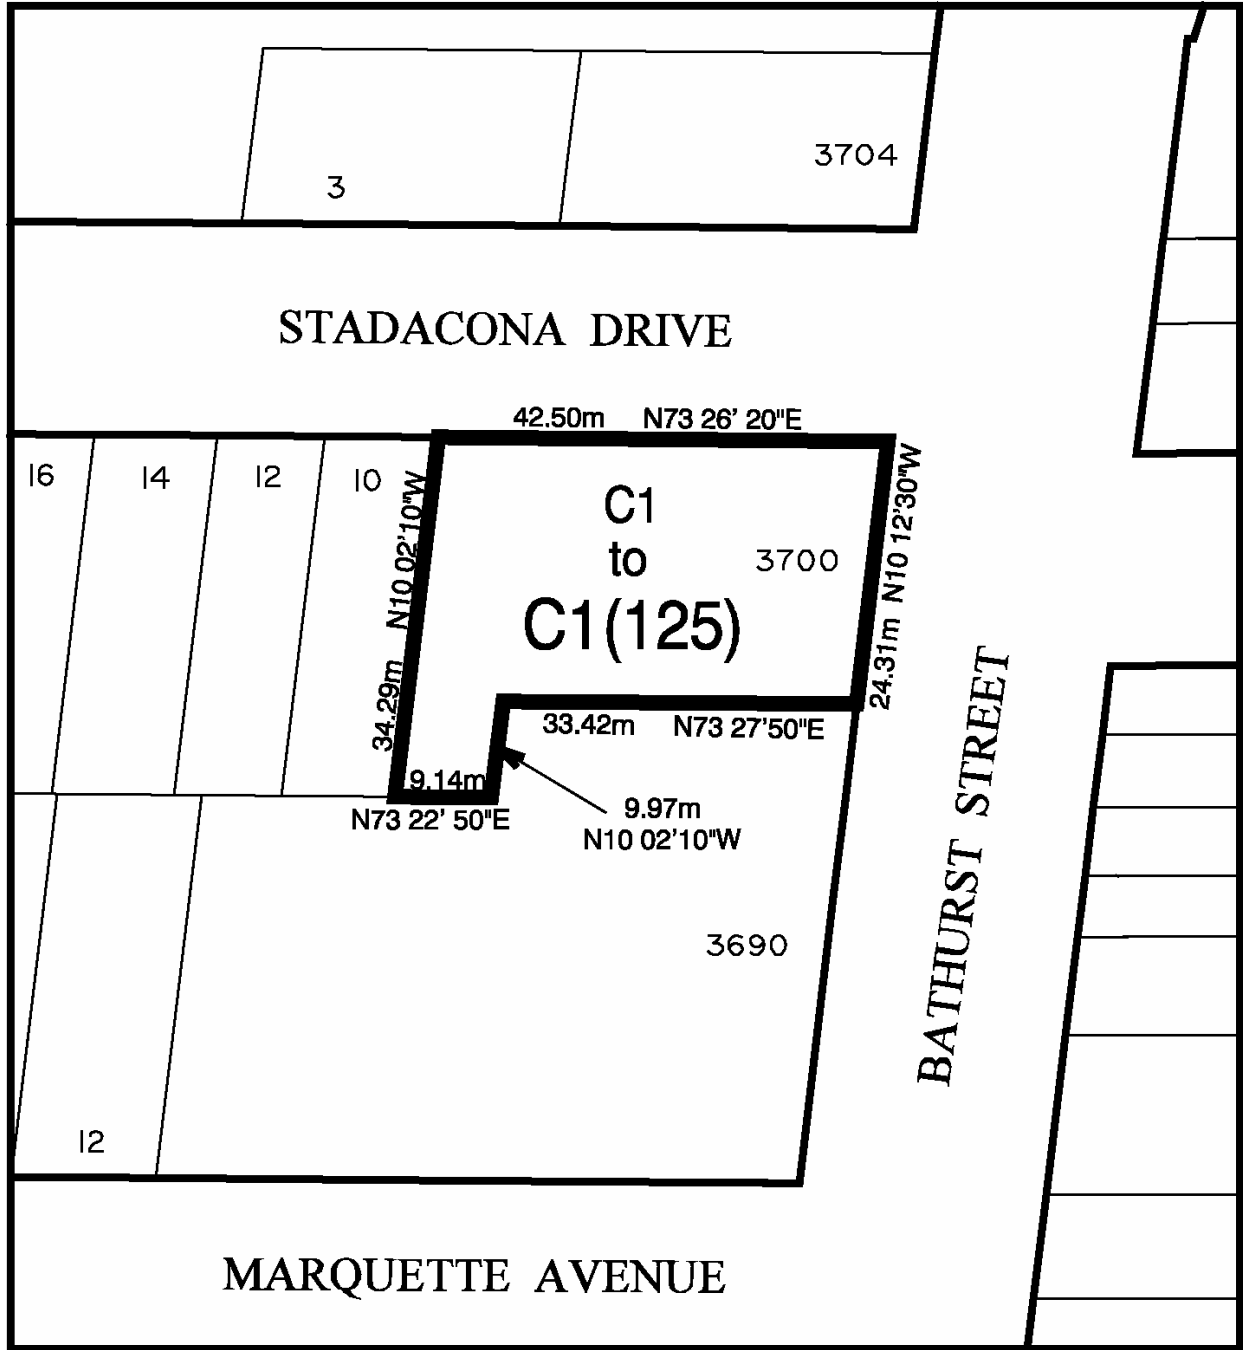 3704
3
STADACONA DRIVE
42.50m N73 26' 20"E
16
14
12
10
N10 02'10"W
34.29m
C1
to
C1(125)
3700
24.31m N10 12'30"W
33.42m N73 27'50"E
9.14m
N73 22' 50"E
9.97m
N10 02'10"W
BATHURST STREET
3690
12
MARQUETTE AVENUE